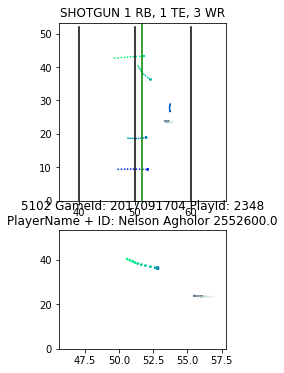 SHOTGUN 1 RB, 1 TE, 3 WR
50
40
30
20
10
0
40 50 60
5102 GameId: 2017091704 PlayId: 2348
PlayerName + ID: Nelson Agholor 2552600.0
40
20
0
47.5 50.0 52.5 55.0 57.5